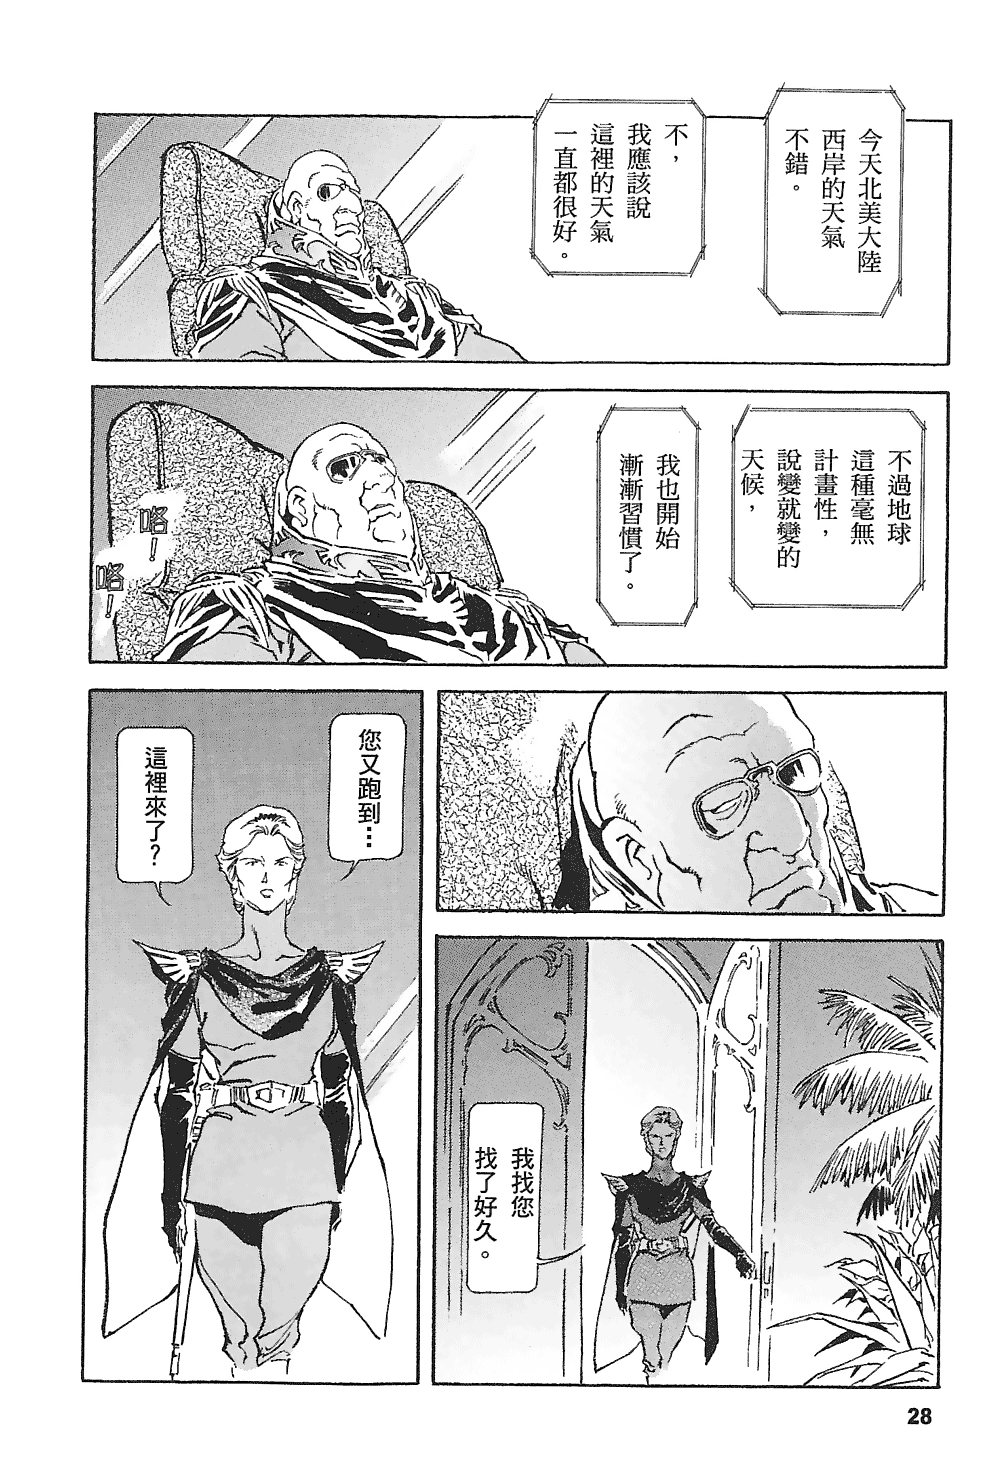 今天北美大陸
西岸的天氣
不錯。
不，
我應該說
這裡的天氣
一直都很好。
不過地球
這種毫無
計畫性，
說變就變的
天候，
我也開始
漸漸習慣了。
咯！
咯！
我找您
找了好久。
您又跑到…
這裡來了？
28